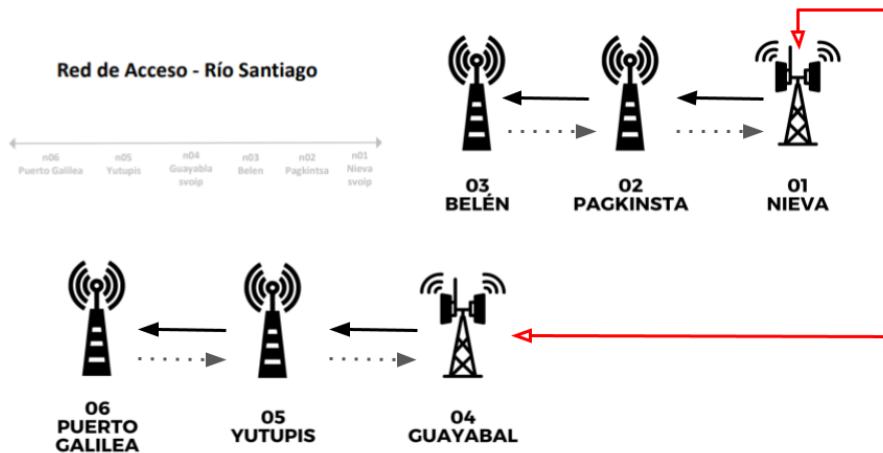 Red de Acceso - Río Santiago
n06
Puerto Galilea
n05
Yutupis
n04
Guayabla
svoip
n03
Belen
n02
Pagkintsa
n01
Nieva
svoip
03
BELÉN
02
PAGKINSTA
01
NIEVA
06
PUERTO
GALILEA
05
YUTUPIS
04
GUAYABAL